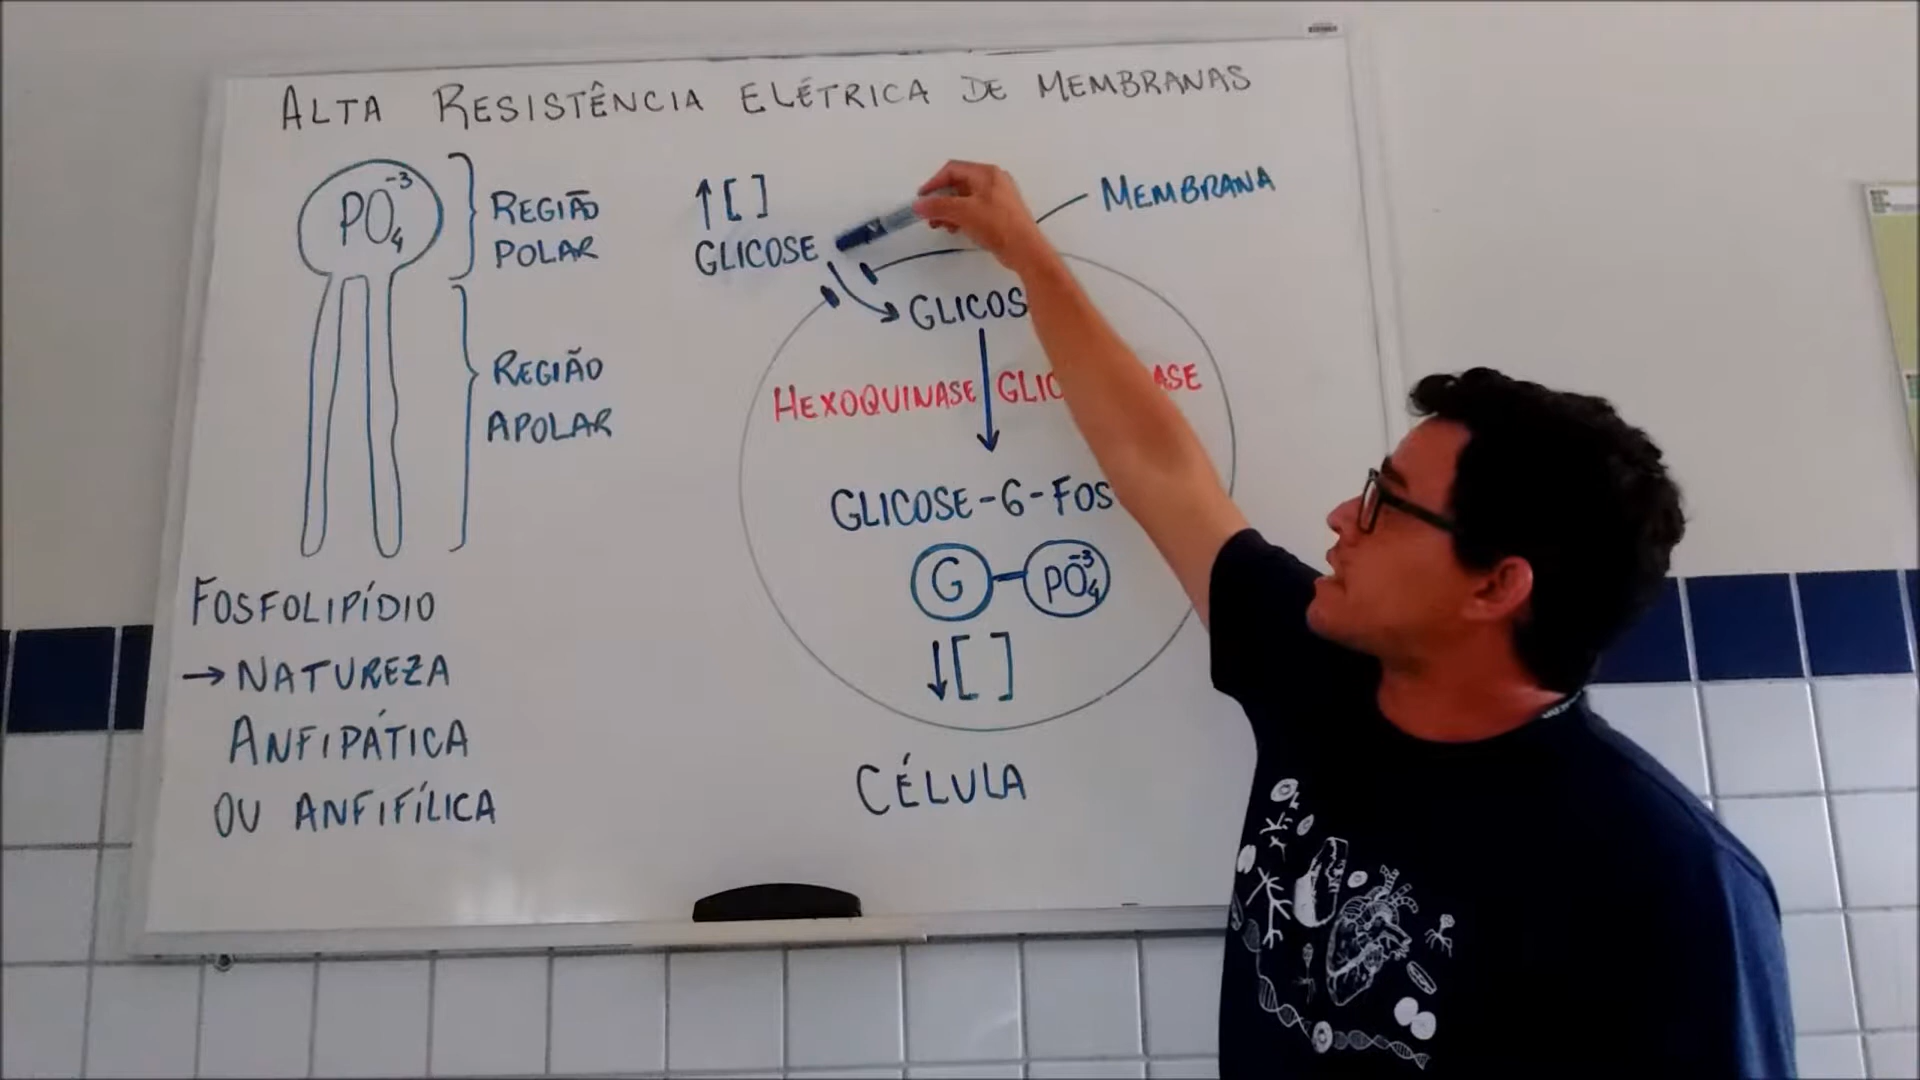 ALTA RESISTÊNCIA ELÉTRICA DE MEMBRANAS
PO₄⁻³
REGIÃO
POLAR
REGIÃO
APOLAR
FOSFOLIPÍDIO
→ NATUREZA
ANFIPÁTICA
OU ANFIFÍLICA
↑[ ]
GLICOSE
MEMBRANA
GLICOS
HEXOQUINASE GLIC ASE
GLICOSE-6-FOS
G PO₄⁻³
↓[ ]
CÉLULA